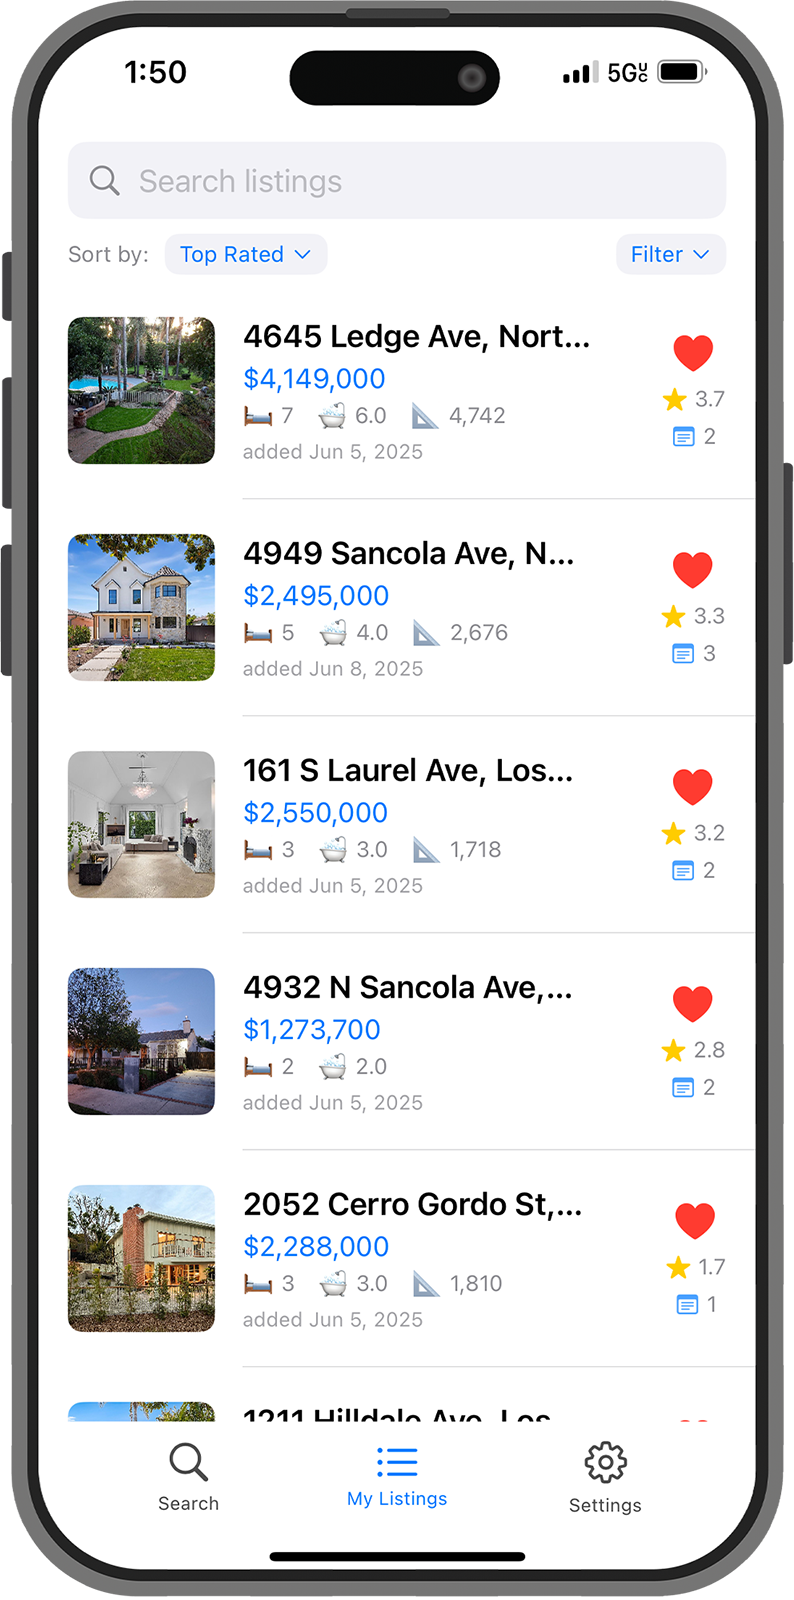 1:50
5GUC
Search listings
Sort by: Top Rated Filter
4645 Ledge Ave, Nort...
$4,149,000
3.7
7 6.0 4,742
2
added Jun 5, 2025
4949 Sancola Ave, N...
$2,495,000
3.3
5 4.0 2,676
3
added Jun 8, 2025
161 S Laurel Ave, Los...
$2,550,000
3.2
3 3.0 1,718
2
added Jun 5, 2025
4932 N Sancola Ave,...
$1,273,700
2.8
2 2.0
2
added Jun 5, 2025
2052 Cerro Gordo St,...
$2,288,000
1.7
3 3.0 1,810
1
added Jun 5, 2025
1211 Hilldale Ave, Los
Search
My Listings
Settings